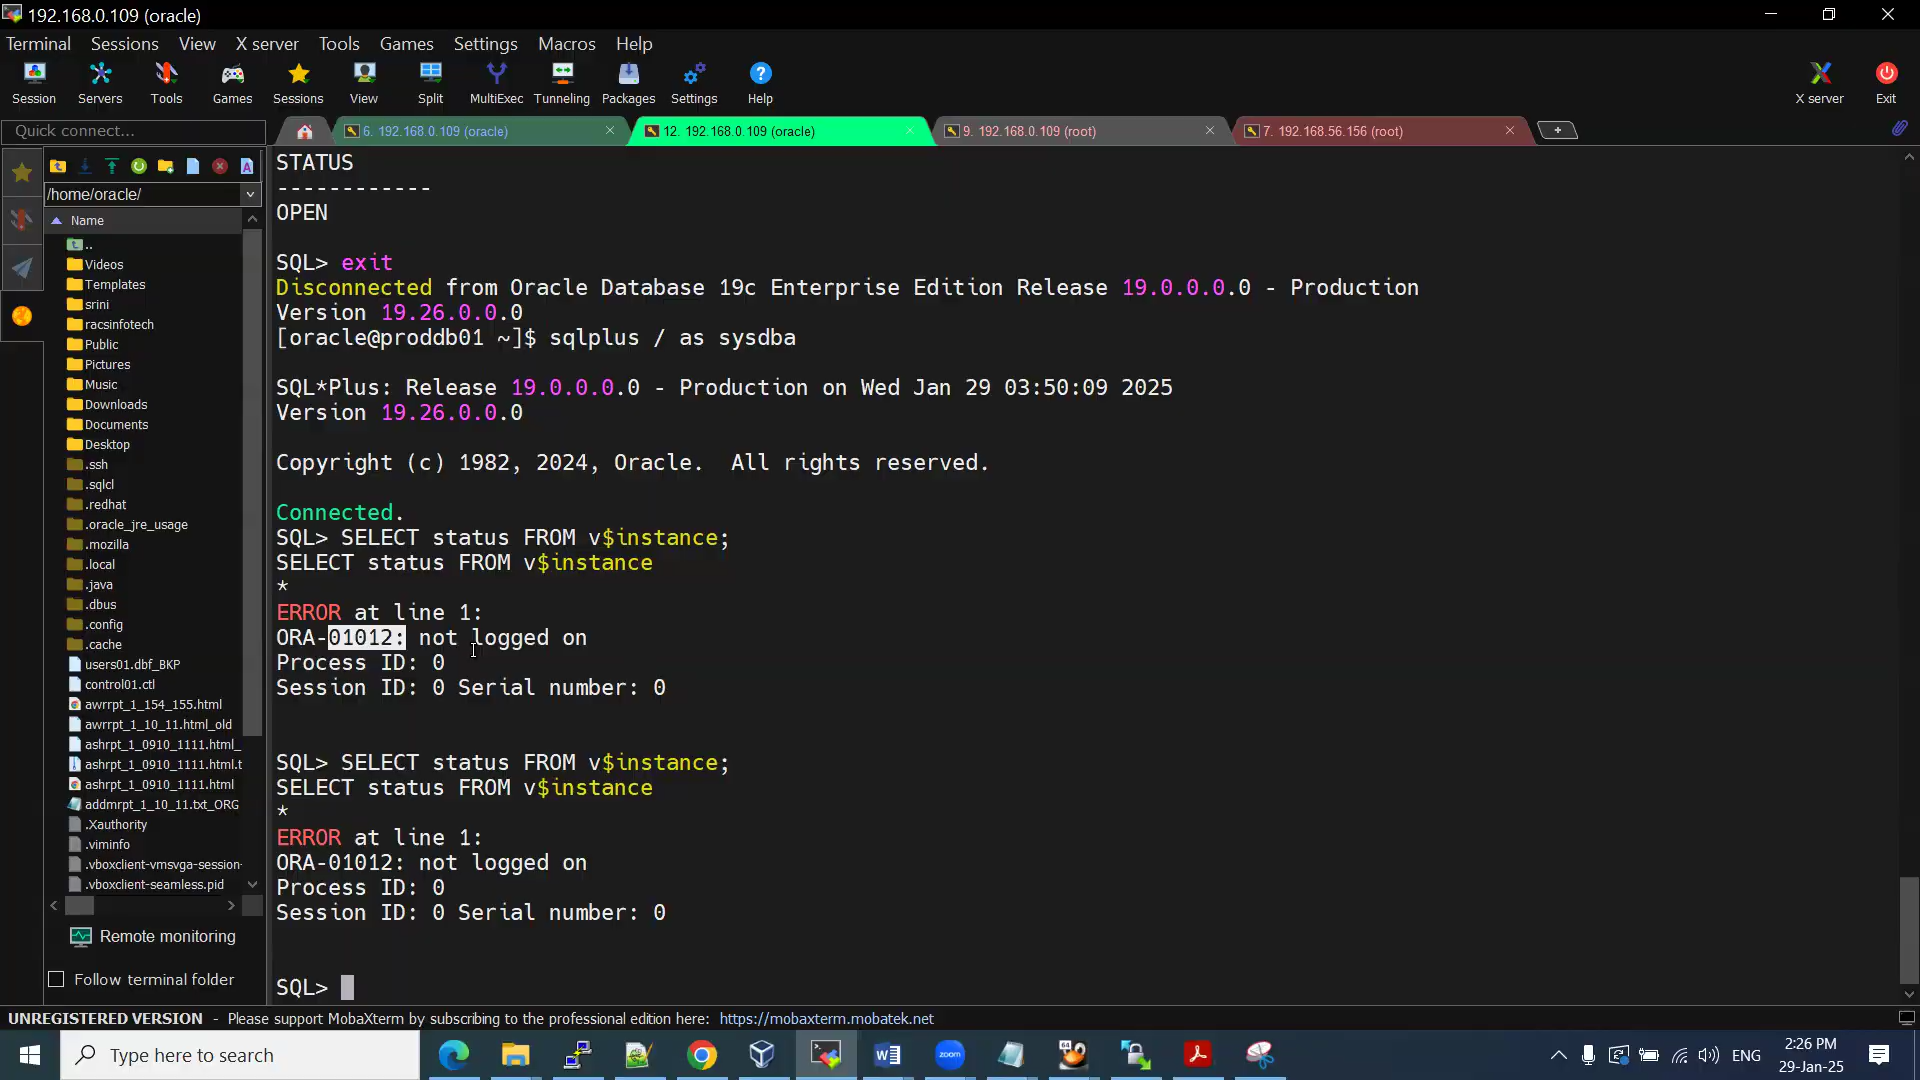 192.168.0.109 (oracle)
Terminal Sessions View X server Tools Games Settings Macros Help
Session Servers Tools Games Sessions View Split MultiExec Tunneling Packages Settings Help X server Exit
Quick connect...
6. 192.168.0.109 (oracle)
12. 192.168.0.109 (oracle)
9. 192.168.0.109 (root)
7. 192.168.56.156 (root)
/home/oracle/
Name
..
Videos
Templates
srini
racsinfotech
Public
Pictures
Music
Downloads
Documents
Desktop
.ssh
.sqlcl
.redhat
.oracle_jre_usage
.mozilla
.local
.java
.dbus
.config
.cache
users01.dbf_BKP
control01.ctl
awrrpt_1_154_155.html
awrrpt_1_10_11.html_old
ashrpt_1_0910_1111.html_
ashrpt_1_0910_1111.html.t
ashrpt_1_0910_1111.html
addmrpt_1_10_11.txt_ORG
.Xauthority
.viminfo
.vboxclient-vmsvga-session-
.vboxclient-seamless.pid
Remote monitoring
Follow terminal folder
STATUS
------------
OPEN
SQL> exit
Disconnected from Oracle Database 19c Enterprise Edition Release 19.0.0.0.0 - Production
Version 19.26.0.0.0
[oracle@proddb01 ~]$ sqlplus / as sysdba
SQL*Plus: Release 19.0.0.0.0 - Production on Wed Jan 29 03:50:09 2025
Version 19.26.0.0.0
Copyright (c) 1982, 2024, Oracle.  All rights reserved.
Connected.
SQL> SELECT status FROM v$instance;
SELECT status FROM v$instance
*
ERROR at line 1:
ORA-01012: not logged on
Process ID: 0
Session ID: 0 Serial number: 0
SQL> SELECT status FROM v$instance;
SELECT status FROM v$instance
*
ERROR at line 1:
ORA-01012: not logged on
Process ID: 0
Session ID: 0 Serial number: 0
SQL>
UNREGISTERED VERSION - Please support MobaXterm by subscribing to the professional edition here: https://mobaxterm.mobatek.net
Type here to search
zoom
ENG
2:26 PM
29-Jan-25